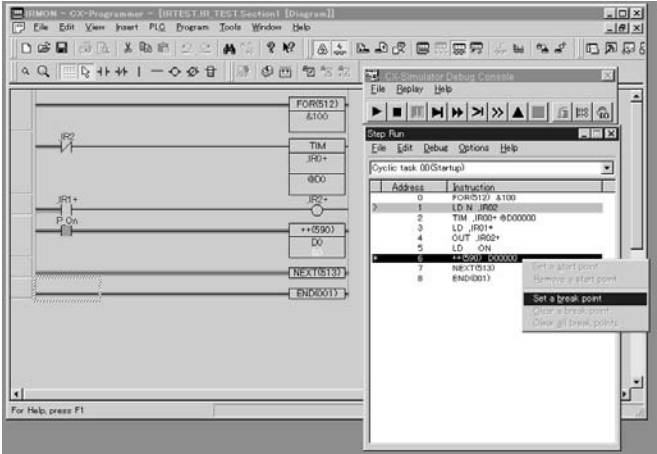 IRMON - CX-Programmer - [IRTEST.IR_TEST.Section1 [Diagram]]
File Edit View Insert PLC Program Tools Window Help
FOR(512)
&100
IR2
TIM
,IR0+
@D0
,IR1+
,IR2+
P_On
++(590)
D0
NEXT(513)
END(001)
For Help, press F1
CX-Simulator Debug Console
File Replay Help
Step Run
File Edit Debug Options Help
Cyclic task 00(Startup)
Address Instruction
0 FOR(512) &100
1 LD N ,IR02
2 TIM ,IR00+ @D00000
3 LD ,IR01+
4 OUT ,IR02+
5 LD ON
6 ++(590) D00000
7 NEXT(513)
8 END(001)
Set a start point
Remove a start point
Set a break point
Clear a break point
Clear all break points